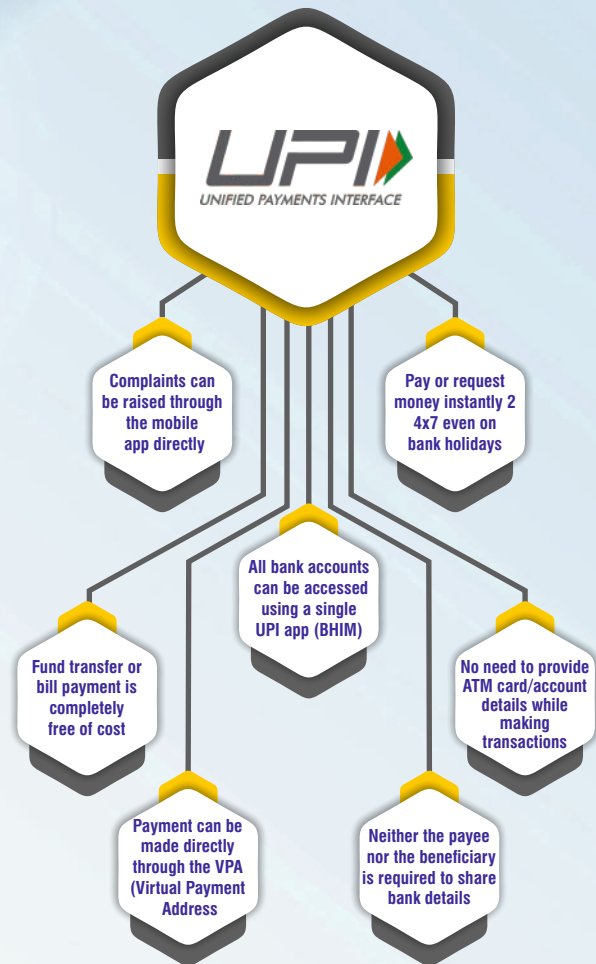 UPI
UNIFIED PAYMENTS INTERFACE
Complaints can
be raised through
the mobile
app directly
Pay or request
money instantly 2
4x7 even on
bank holidays
All bank accounts
can be accessed
using a single
UPI app (BHIM)
Fund transfer or
bill payment is
completely
free of cost
No need to provide
ATM card/account
details while
making
transactions
Payment can be
made directly
through the VPA
(Virtual Payment
Address
Neither the payee
nor the beneficiary
is required to share
bank details